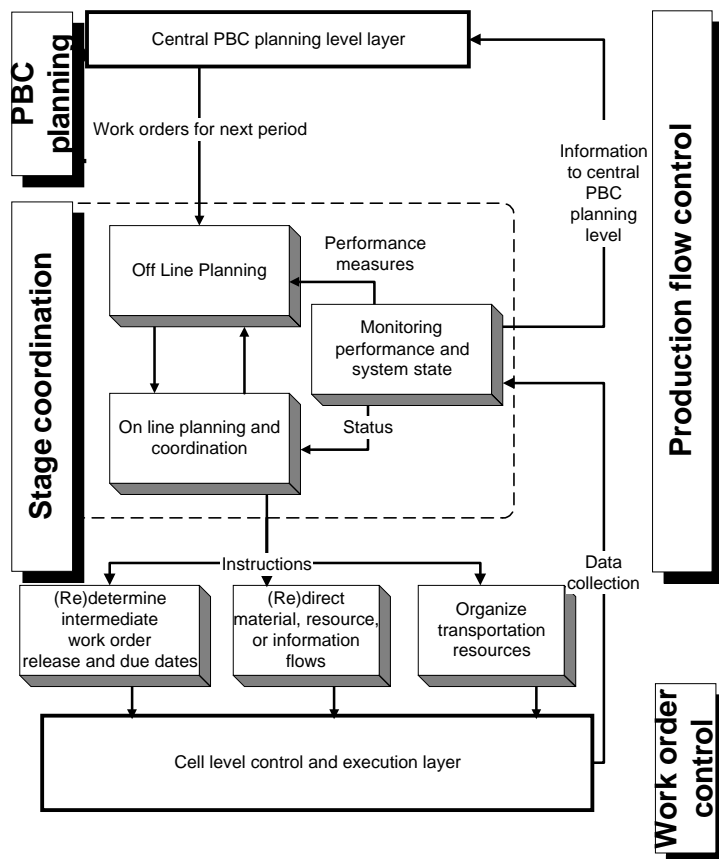 PBC
planning
Central PBC planning level layer
Work orders for next period
Information
to central
PBC
planning
level
Production flow control
Stage coordination
Off Line Planning
Performance
measures
Monitoring
performance and
system state
On line planning and
coordination
Status
Instructions
Data
collection
(Re)determine
intermediate
work order
release and due dates
(Re)direct
material, resource,
or information
flows
Organize
transportation
resources
Cell level control and execution layer
Work order
control